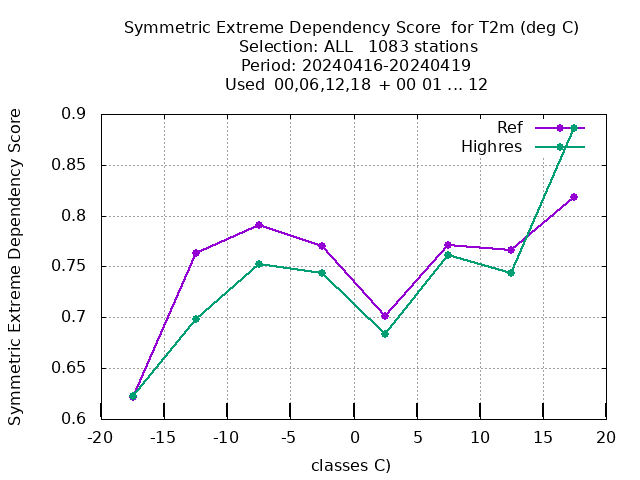 Symmetric Extreme Dependency Score  for T2m (deg C)
Selection: ALL   1083 stations
Period: 20240416-20240419
Used  00,06,12,18 + 00 01 ... 12
Symmetric Extreme Dependency Score
0.9
0.85
0.8
0.75
0.7
0.65
0.6
Ref
Highres
-20 -15 -10 -5 0 5 10 15 20
classes C)